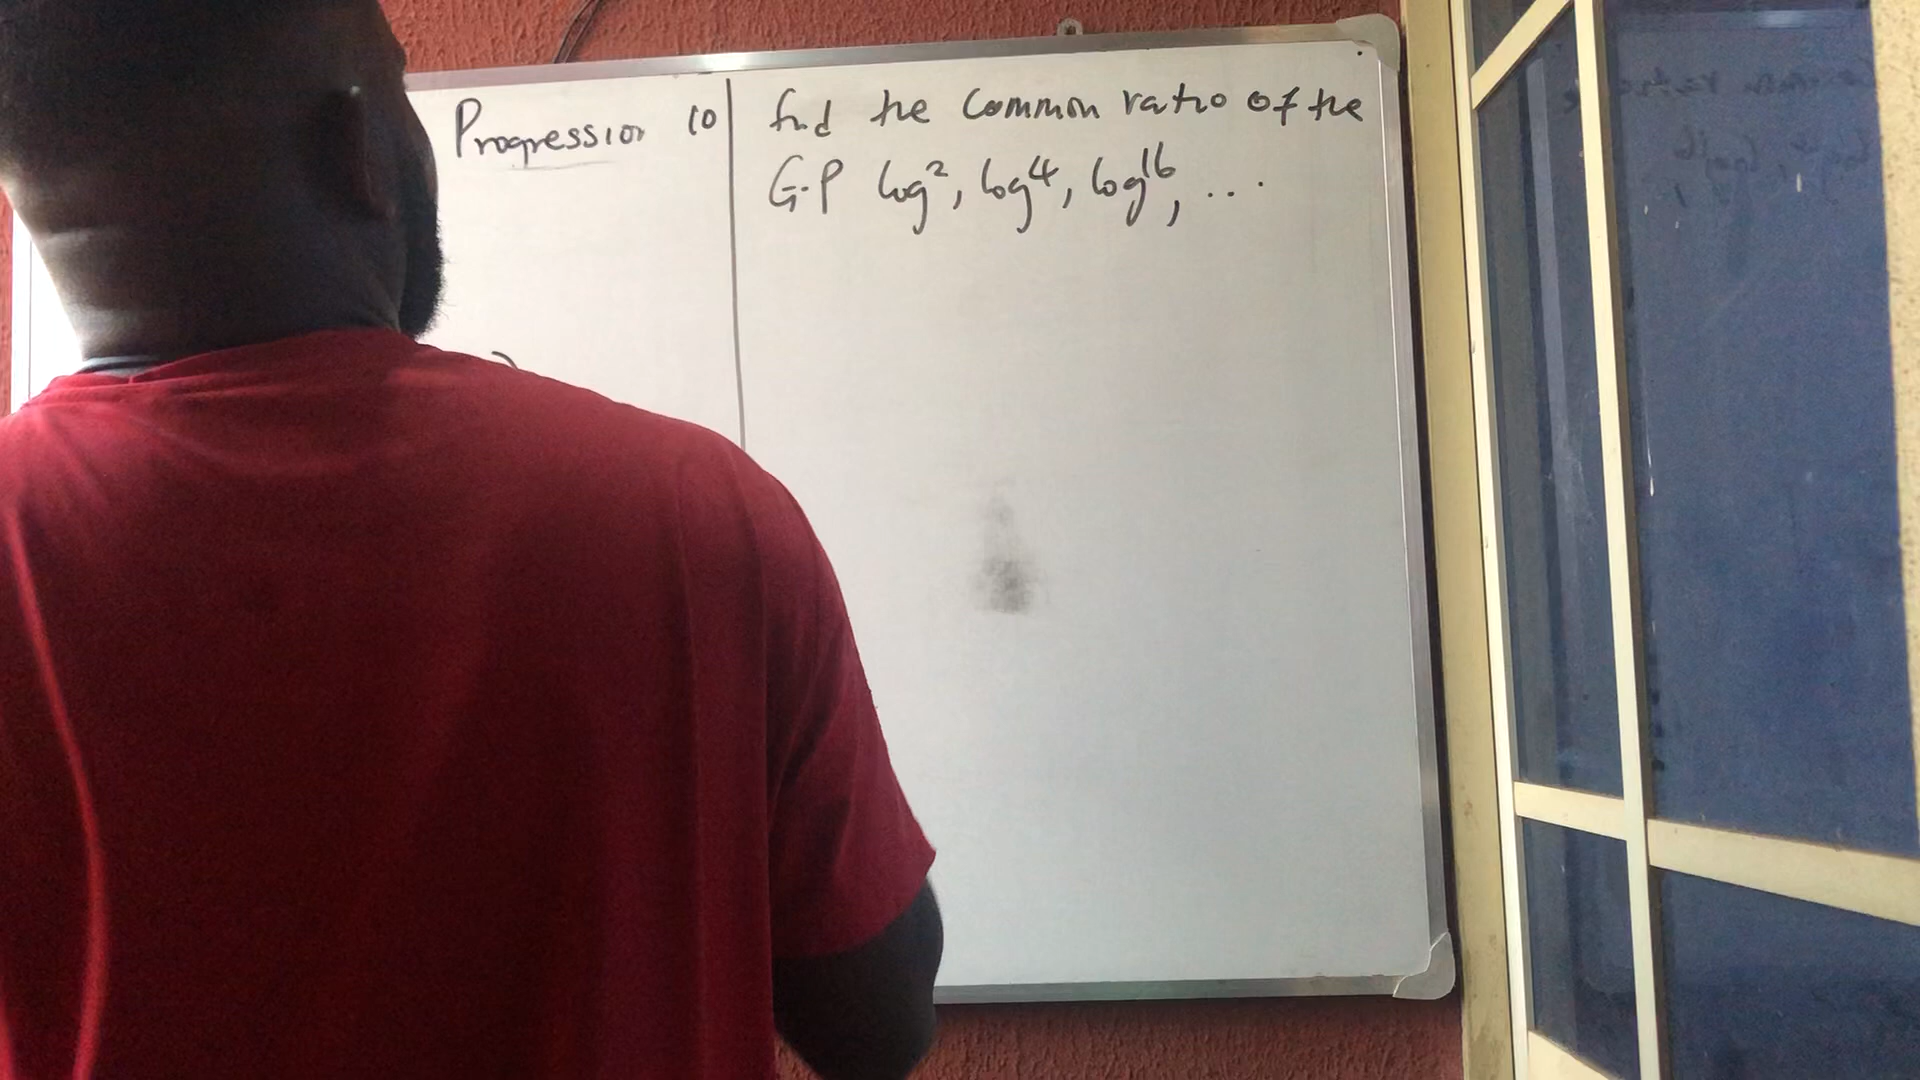 Progression 10
find the common ratio of the
G.P log², log⁴, log¹⁶, ...